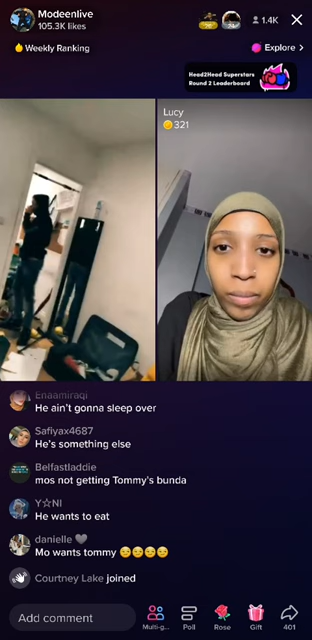 Modeenlive
105.3K likes
1.4K
Weekly Ranking
Explore >
Head2Head Superstars
Round 2 Leaderboard
Lucy
321
Enaamiraqi
He ain't gonna sleep over
Safiyax4687
He's something else
Belfastladdie
mos not getting Tommy's bunda
Y☆NI
He wants to eat
danielle 🩶
Mo wants tommy 😏😏😏😏
Courtney Lake joined
Add comment
Multi-g...
Poll
Rose
Gift
401